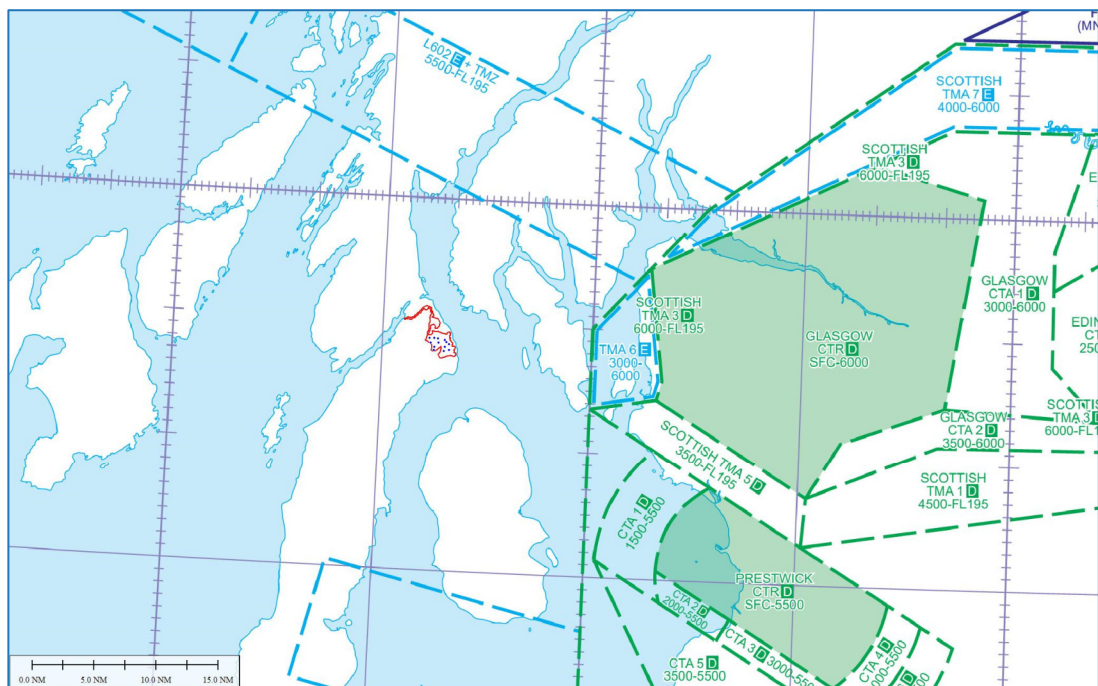 L602 E + TMZ
5500-FL195
(MN
SCOTTISH
TMA 7 E
4000-6000
SCOTTISH
TMA 3 D
6000-FL195
E
SCOTTISH
TMA 3 D
6000-FL195
TMA 6 E
3000-
6000
GLASGOW
CTR D
SFC-6000
GLASGOW
CTA 1 D
3000-6000
EDIN
CT
250
GLASGOW
CTA 2 D
3500-6000
SCOTTIS
TMA 3 D
6000-FL1
SCOTTISH TMA 5 D
3500-FL195
SCOTTISH
TMA 1 D
4500-FL195
CTA 1 D
1500-5500
PRESTWICK
CTR D
SFC-5500
CTA 2 D
2000-5500
CTA 3 D 3000-550
CTA 4 D
CTA 5 D
3500-5500
0.0 NM 5.0 NM 10.0 NM 15.0 NM